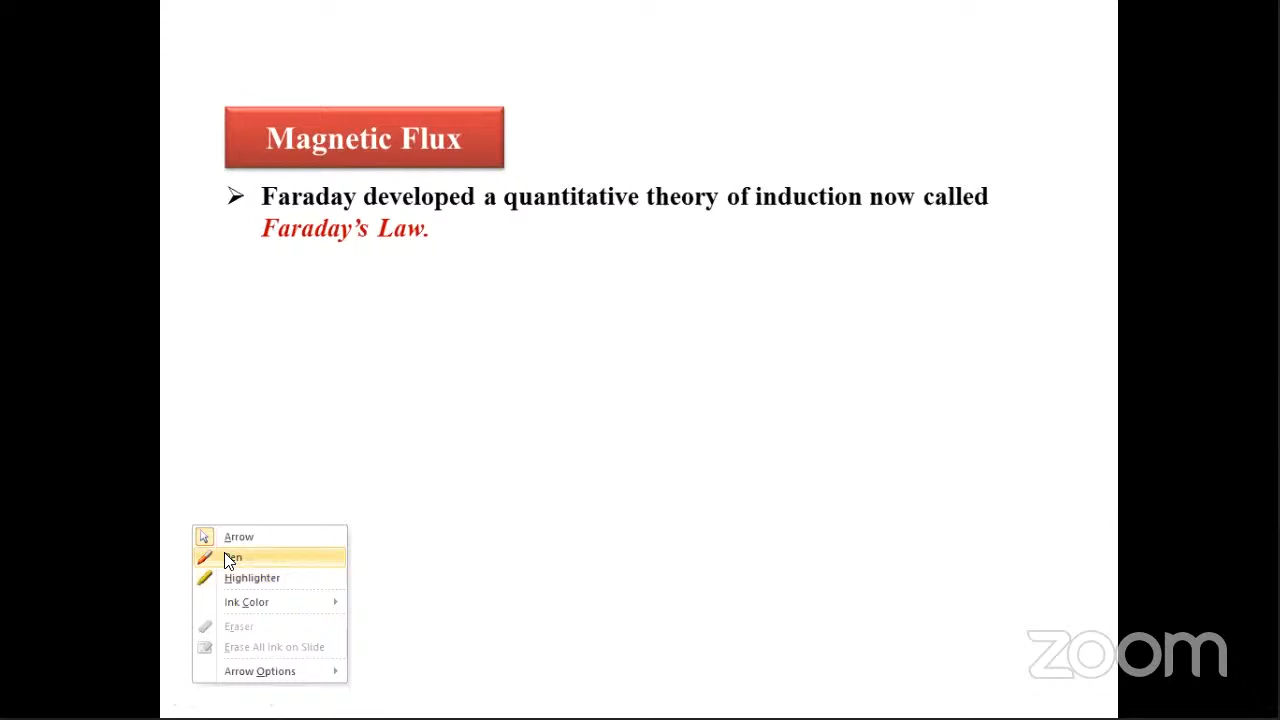 Magnetic Flux
➢ Faraday developed a quantitative theory of induction now called
Faraday’s Law.
Arrow
Pen
Highlighter
Ink Color
Eraser
Erase All Ink on Slide
Arrow Options
zoom